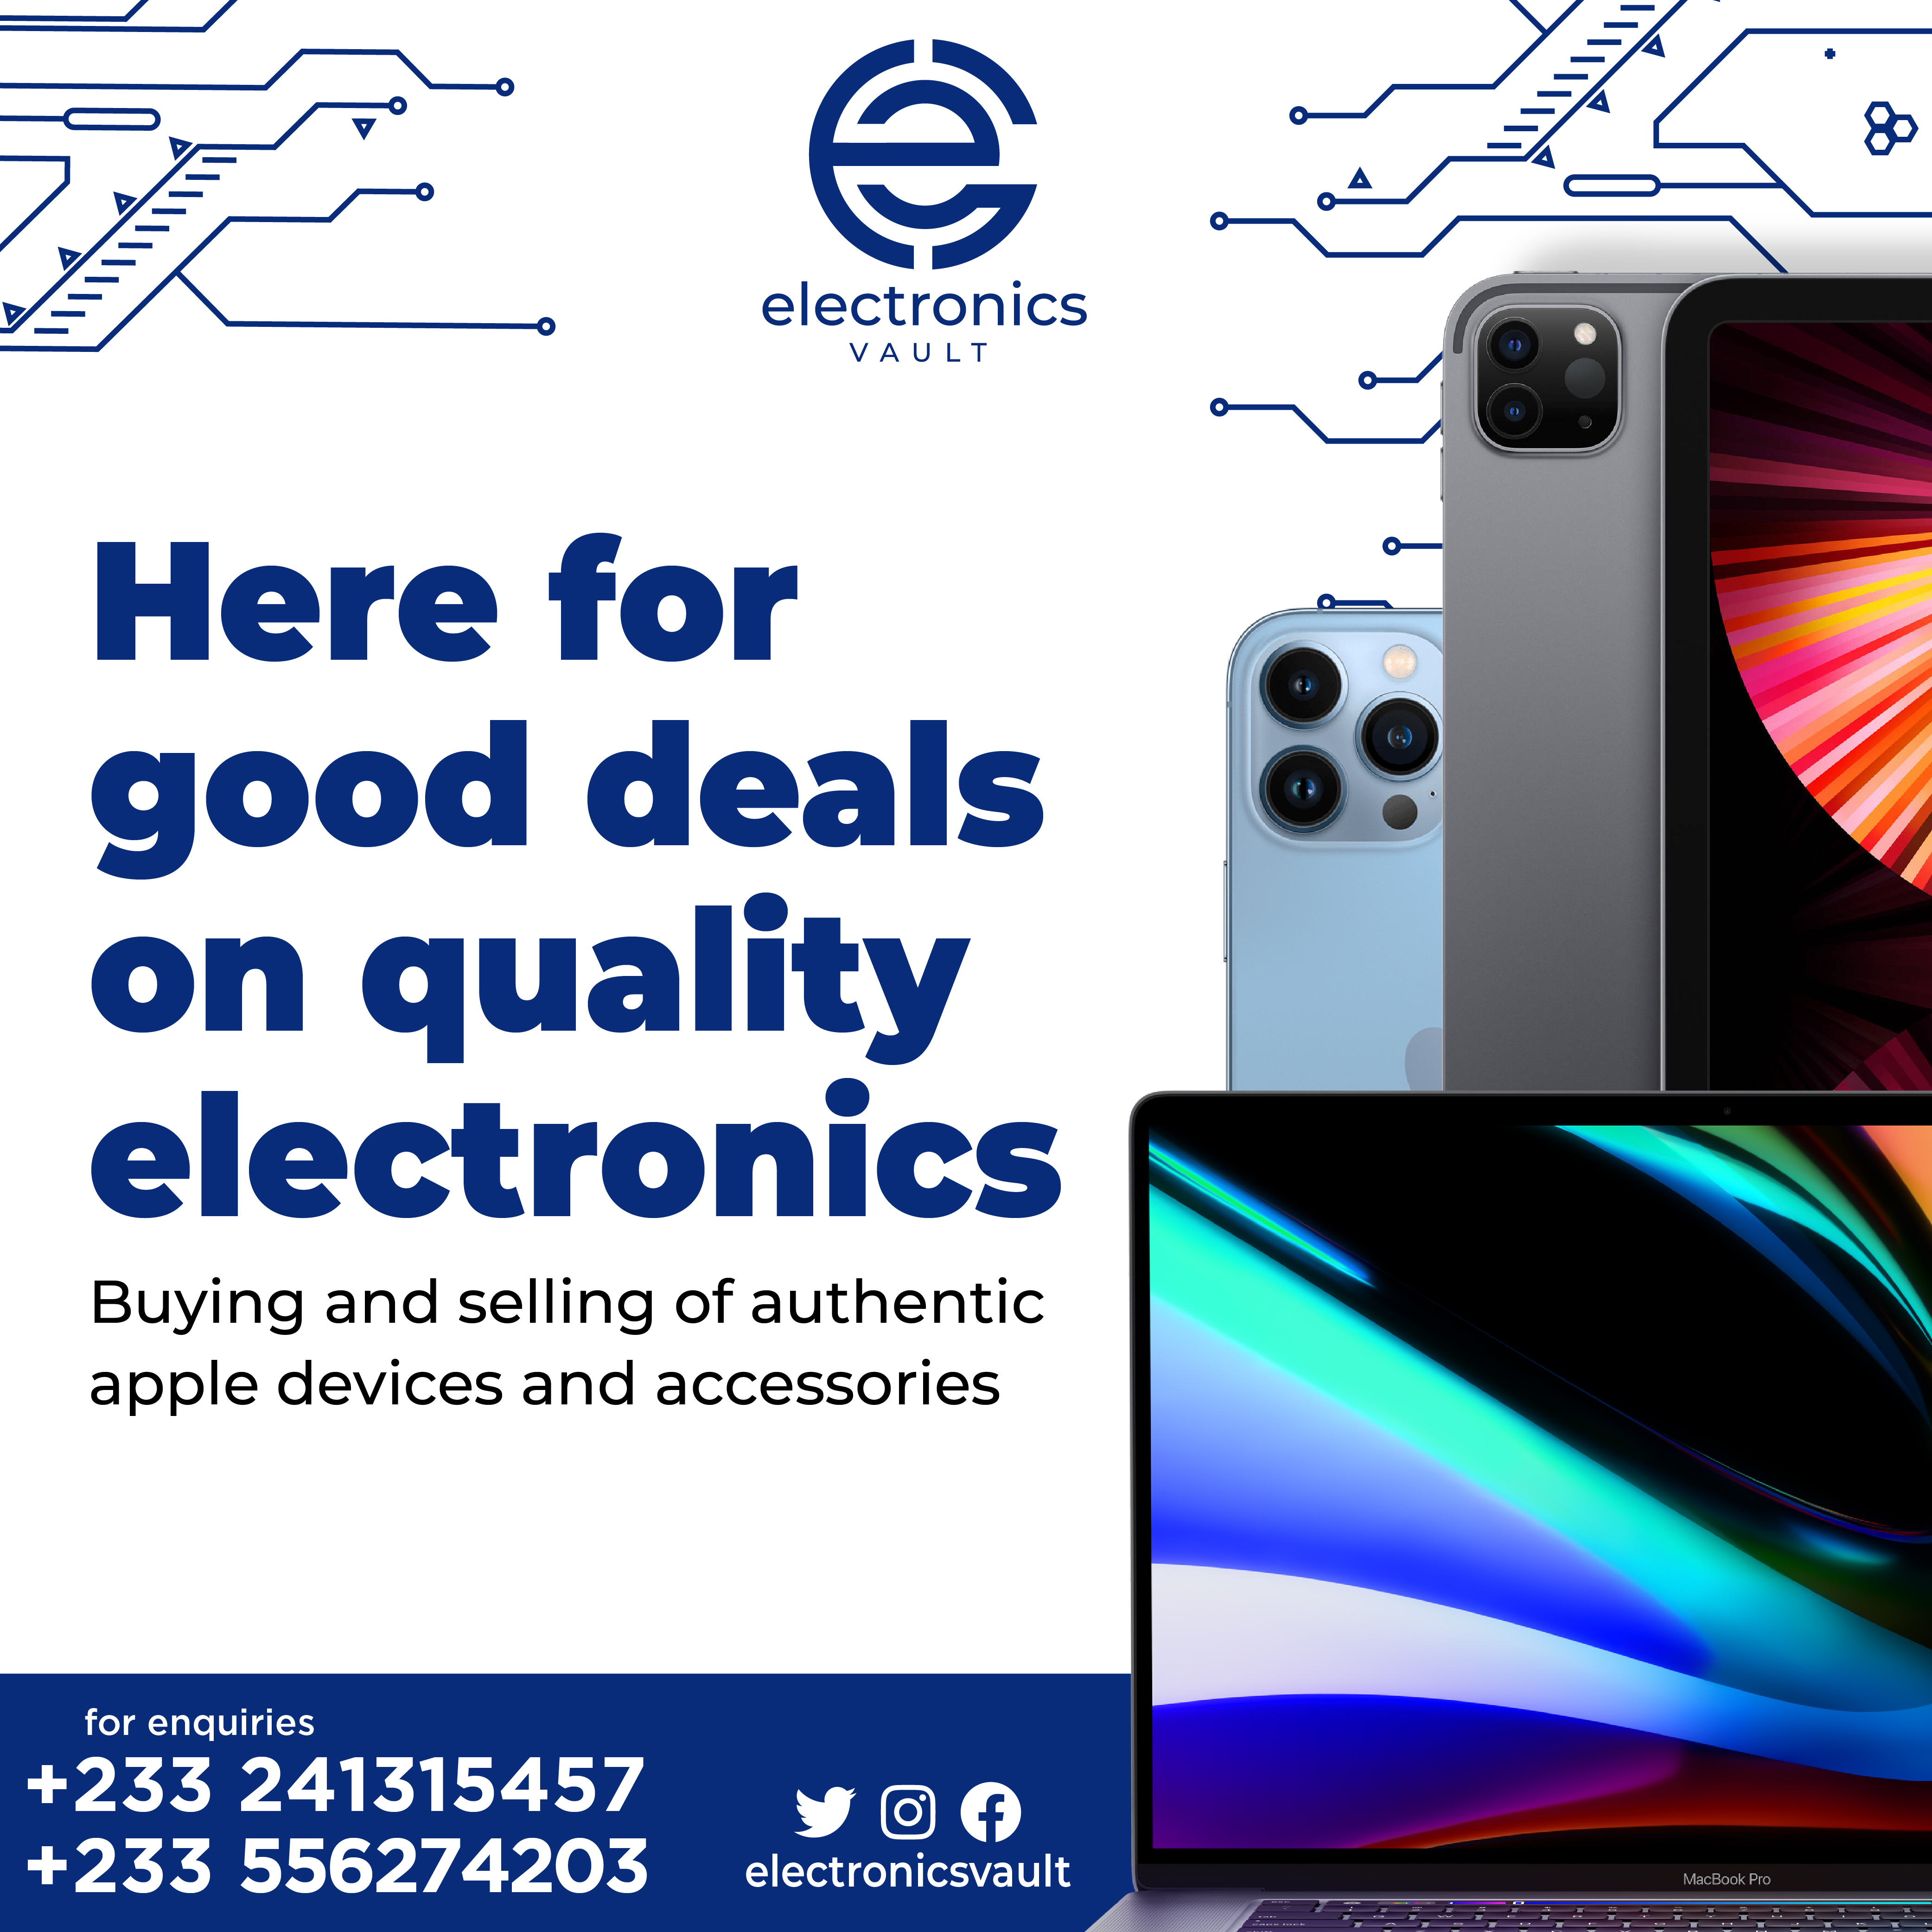 electronics
VAULT
Here for
good deals
on quality
electronics
Buying and selling of authentic
apple devices and accessories
for enquiries
+233 241315457
+233 556274203
electronicsvault
MacBook Pro